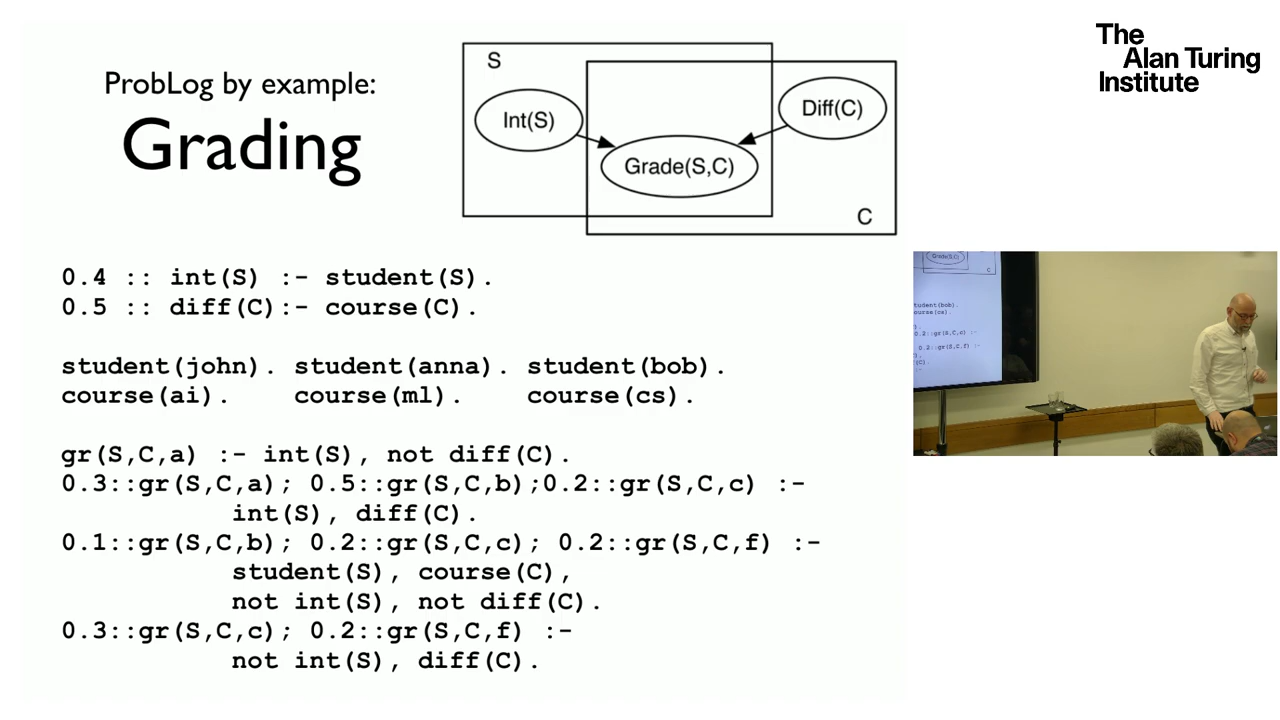 ProbLog by example:
Grading
S
Int(S)
Diff(C)
Grade(S,C)
C
The
Alan Turing
Institute
0.4 :: int(S) :- student(S).
0.5 :: diff(C):- course(C).
student(john). student(anna). student(bob).
course(ai). course(ml). course(cs).
gr(S,C,a) :- int(S), not diff(C).
0.3::gr(S,C,a); 0.5::gr(S,C,b);0.2::gr(S,C,c) :-
int(S), diff(C).
0.1::gr(S,C,b); 0.2::gr(S,C,c); 0.2::gr(S,C,f) :-
student(S), course(C),
not int(S), not diff(C).
0.3::gr(S,C,c); 0.2::gr(S,C,f) :-
not int(S), diff(C).